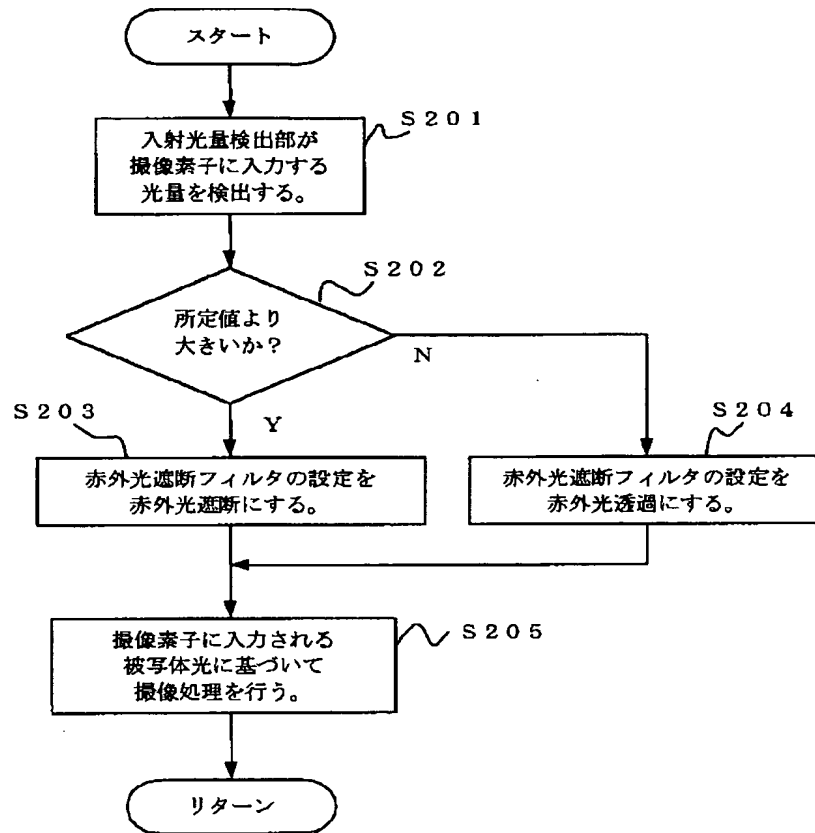 スタート
S201
入射光量検出部が
撮像素子に入力する
光量を検出する。
S202
所定値より
大きいか？
N
Y
S203
赤外光遮断フィルタの設定を
赤外光遮断にする。
S204
赤外光遮断フィルタの設定を
赤外光透過にする。
S205
撮像素子に入力される
被写体光に基づいて
撮像処理を行う。
リターン